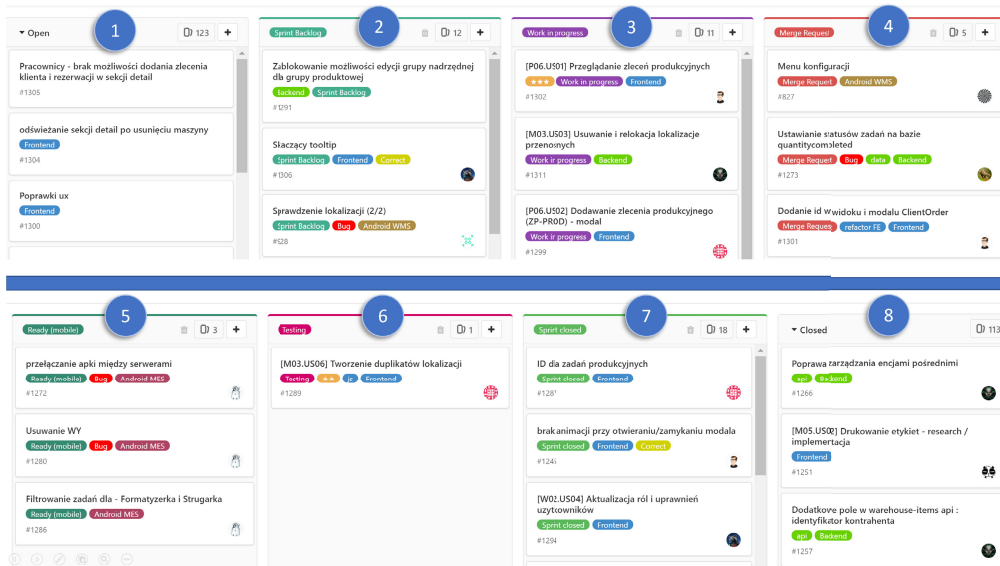 1
Open
123
Pracownicy - brak możliwości dodania zlecenia
klienta i rezerwacji w sekcji detail
#1305
odświeżanie sekcji detail po usunięciu maszyny
Frontend
#1304
Poprawki ux
Frontend
#1300
2
Sprint Backlog
12
Zablokowanie możliwości edycji grupy nadrzędnej
dla grupy produktowej
Backend Sprint Backlog
#1291
Skaczący tooltip
Sprint Backlog Frontend Correct
#1306
Sprawdzenie lokalizacji (2/2)
Sprint Backlog Bug Android WMS
3
Work in progress
11
[P06.US01] Przeglądanie zleceń produkcyjnych
★★★ Work in progress Frontend
#1302
[M03.US03] Usuwanie i relokacja lokalizacje
przenośnych
Work in progress Backend
#1311
[P06.US02] Dodawanie zlecenia produkcyjnego
(ZP-PROD) - modal
Work in progress Frontend
#1299
4
Merge Request
5
Menu konfiguracji
Merge Request Android WMS
#827
Ustawianie statusów zadań na bazie
quantitycompleted
Merge Request Bug data Backend
#1273
Dodanie id w widoku i modalu ClientOrder
Merge Request refactor FE Frontend
#1301
5
Ready (mobile)
3
przełączanie apki między serwerami
Ready (mobile) Bug Android MES
#1272
Usuwanie WY
Ready (mobile) Bug Android MES
#1280
Filtrowanie zadań dla - Formatyzerka i Strugarka
Ready (mobile) Android MES
#1286
6
Testing
1
[M03.US06] Tworzenie duplikatów lokalizacji
Testing ★★ js Frontend
#1289
7
Sprint closed
18
ID dla zadań produkcyjnych
Sprint closed Frontend
brak animacji przy otwieraniu/zamykaniu modala
Sprint closed Frontend Correct
[W02.US04] Aktualizacja ról i uprawnień
użytkowników
Sprint closed Frontend
#1294
8
Closed
113
Poprawa zarządzania encjami pośrednimi
api Backend
#1266
[M05.US02] Drukowanie etykiet - research /
implementacja
Frontend
#1251
Dodatkowe pole w warehouse-items api :
identyfikator kontrahenta
api Backend
#1257